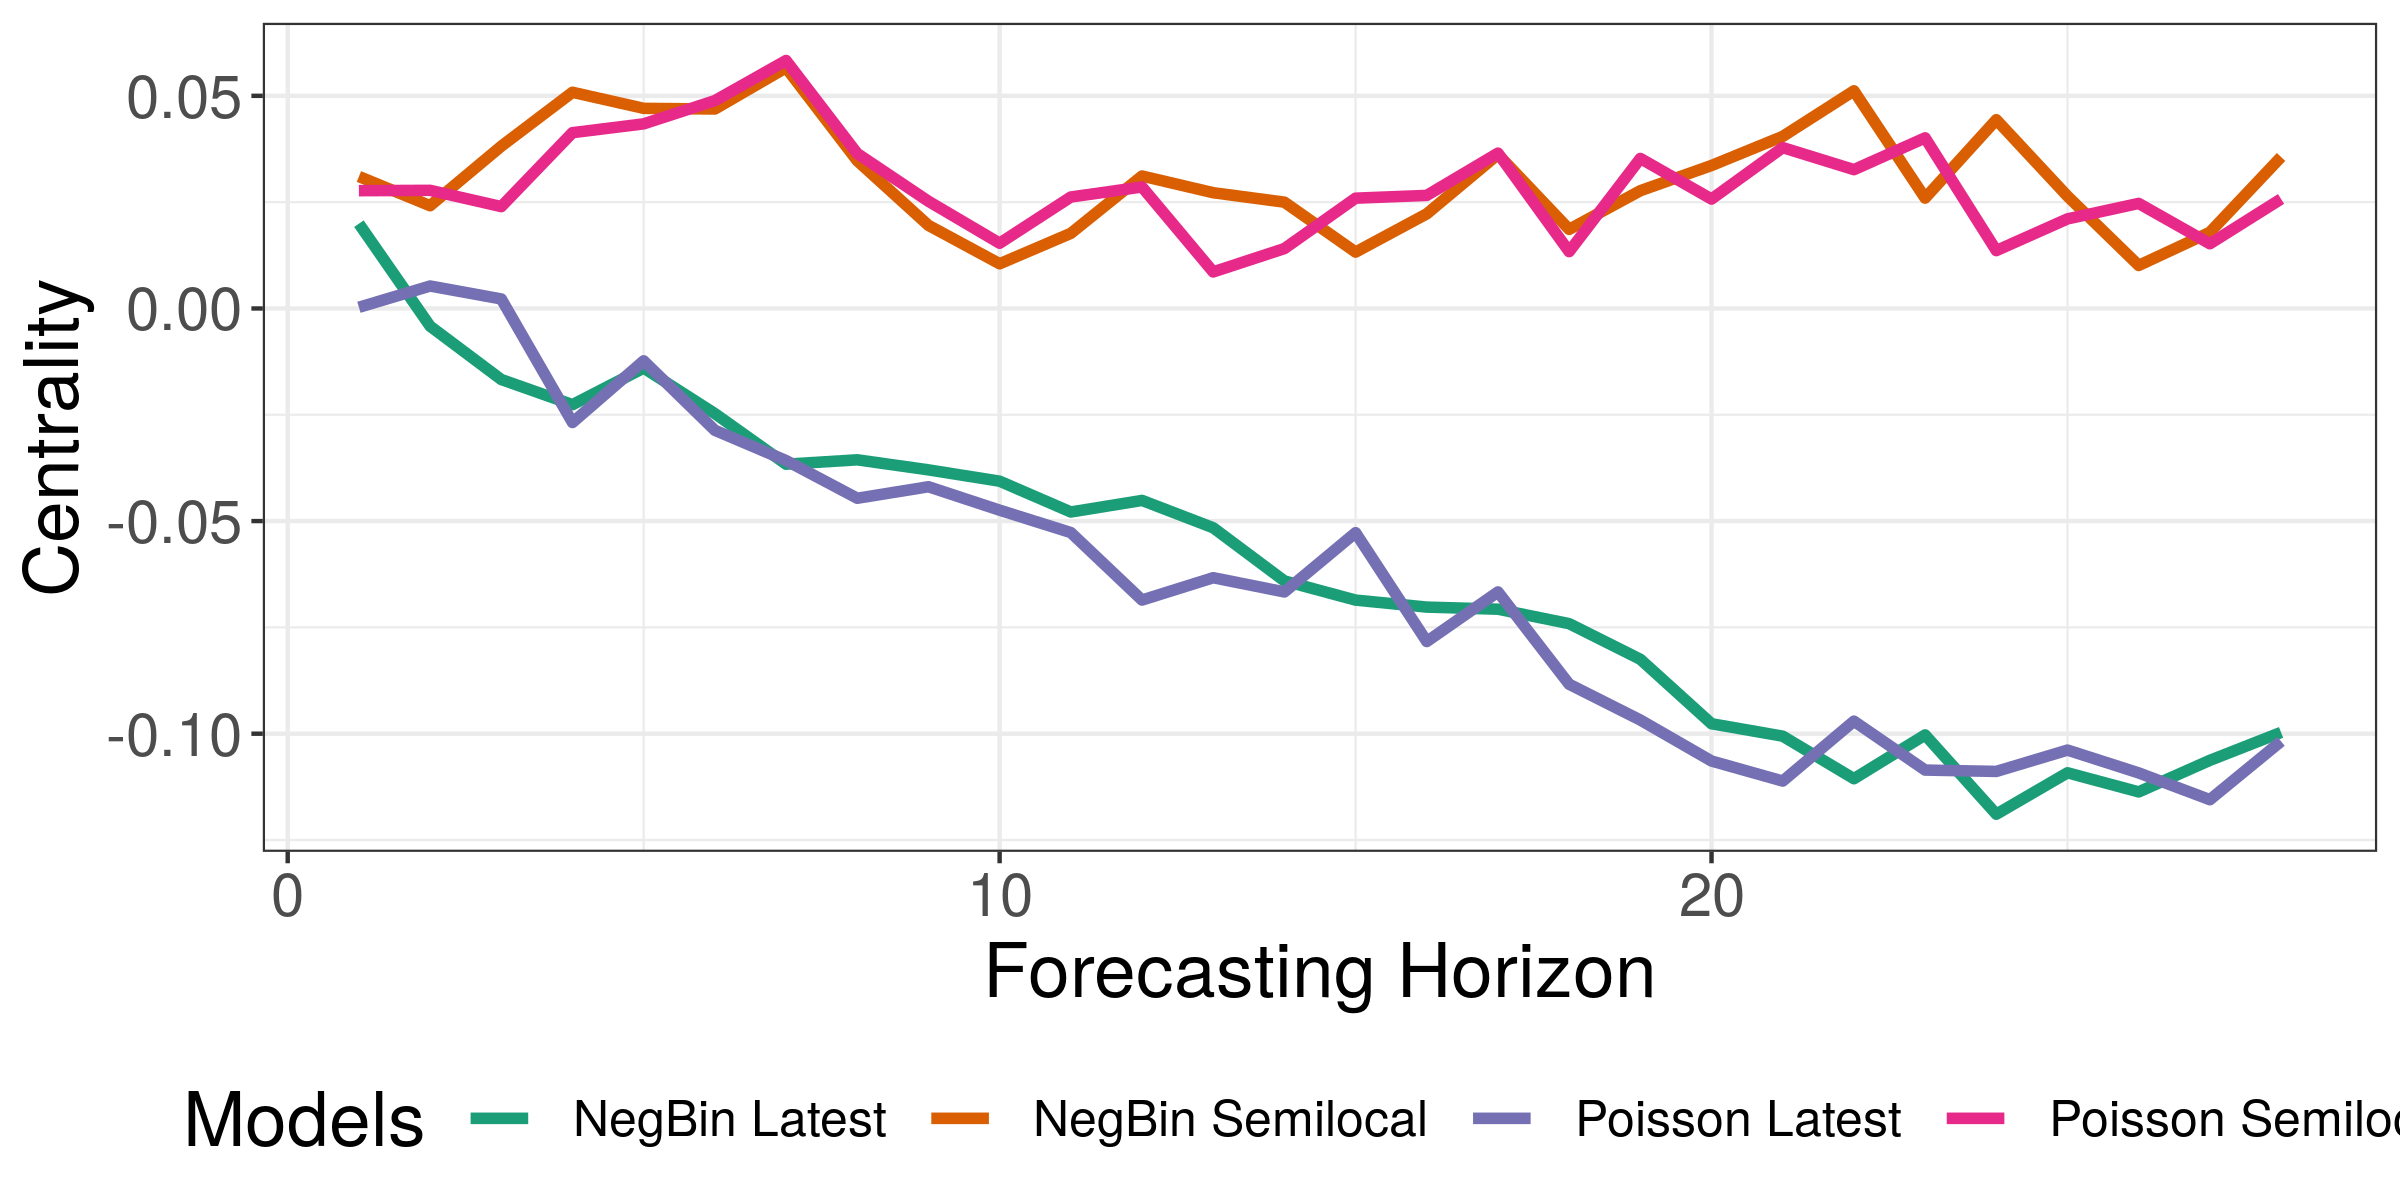 0.05
0.00
-0.05
-0.10
Centrality
0 10 20
Forecasting Horizon
Models NegBin Latest NegBin Semilocal Poisson Latest Poisson